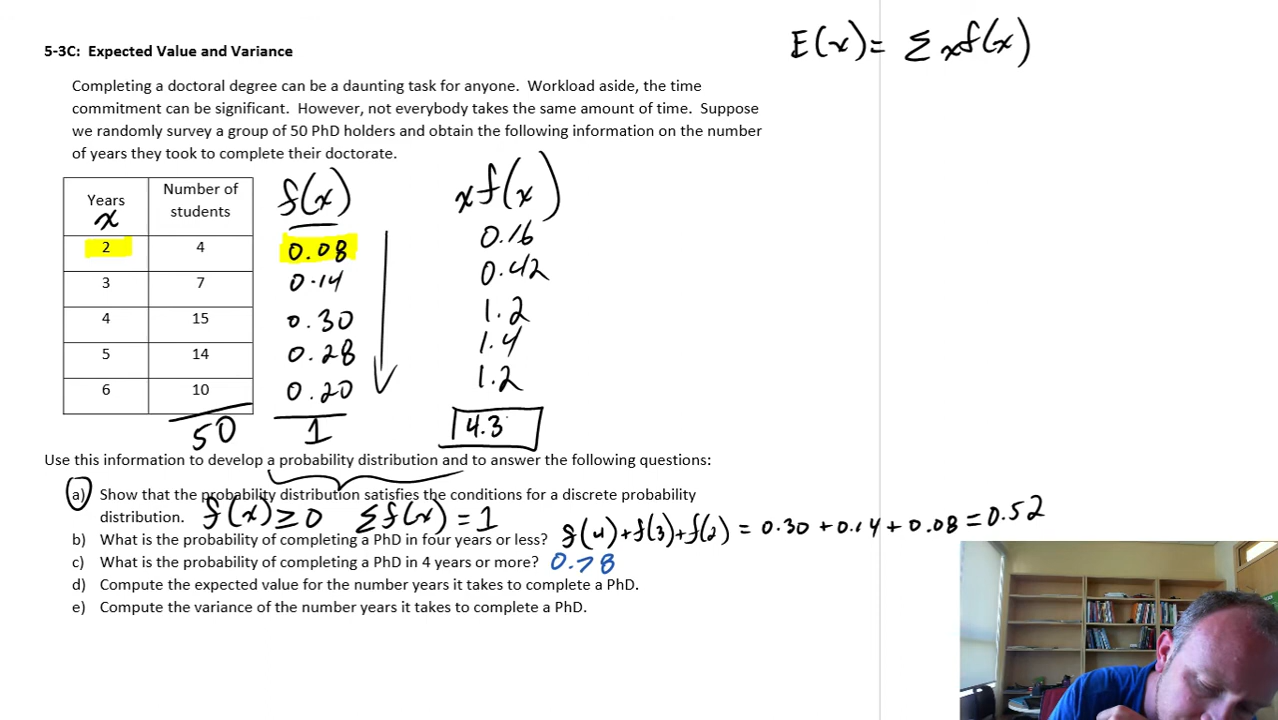 E(x) = Σ x f(x)
5-3C: Expected Value and Variance
Completing a doctoral degree can be a daunting task for anyone. Workload aside, the time
commitment can be significant. However, not everybody takes the same amount of time. Suppose
we randomly survey a group of 50 PhD holders and obtain the following information on the number
of years they took to complete their doctorate.
Years x Number of students f(x) x f(x)
2 4 0.08 0.16
3 7 0.14 0.42
4 15 0.30 1.2
5 14 0.28 1.4
6 10 0.20 1.2
50 1 4.3
Use this information to develop a probability distribution and to answer the following questions:
a) Show that the probability distribution satisfies the conditions for a discrete probability
distribution. f(x) ≥ 0 Σf(x) = 1
b) What is the probability of completing a PhD in four years or less? f(4)+f(3)+f(2) = 0.30 + 0.14 + 0.08 = 0.52
c) What is the probability of completing a PhD in 4 years or more? 0.78
d) Compute the expected value for the number years it takes to complete a PhD.
e) Compute the variance of the number years it takes to complete a PhD.